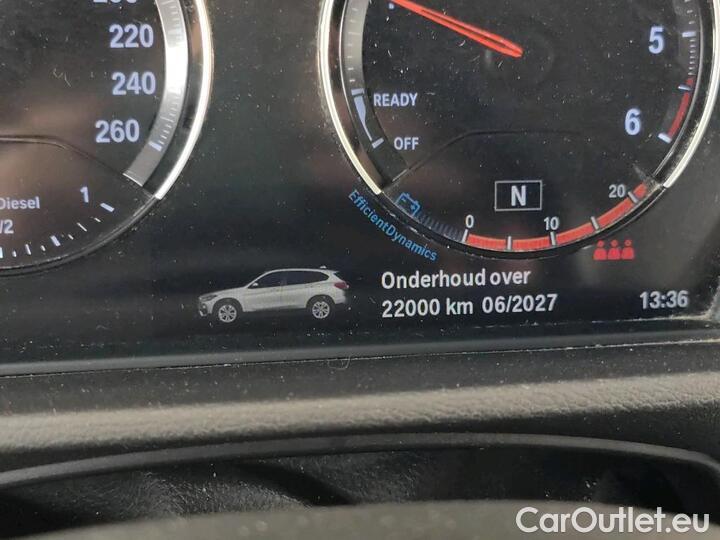 220
240
260
Diesel
1
/2
READY
OFF
5
6
N
0
10
20
EfficientDynamics
Onderhoud over
22000 km 06/2027
13:36
CarOutlet.eu